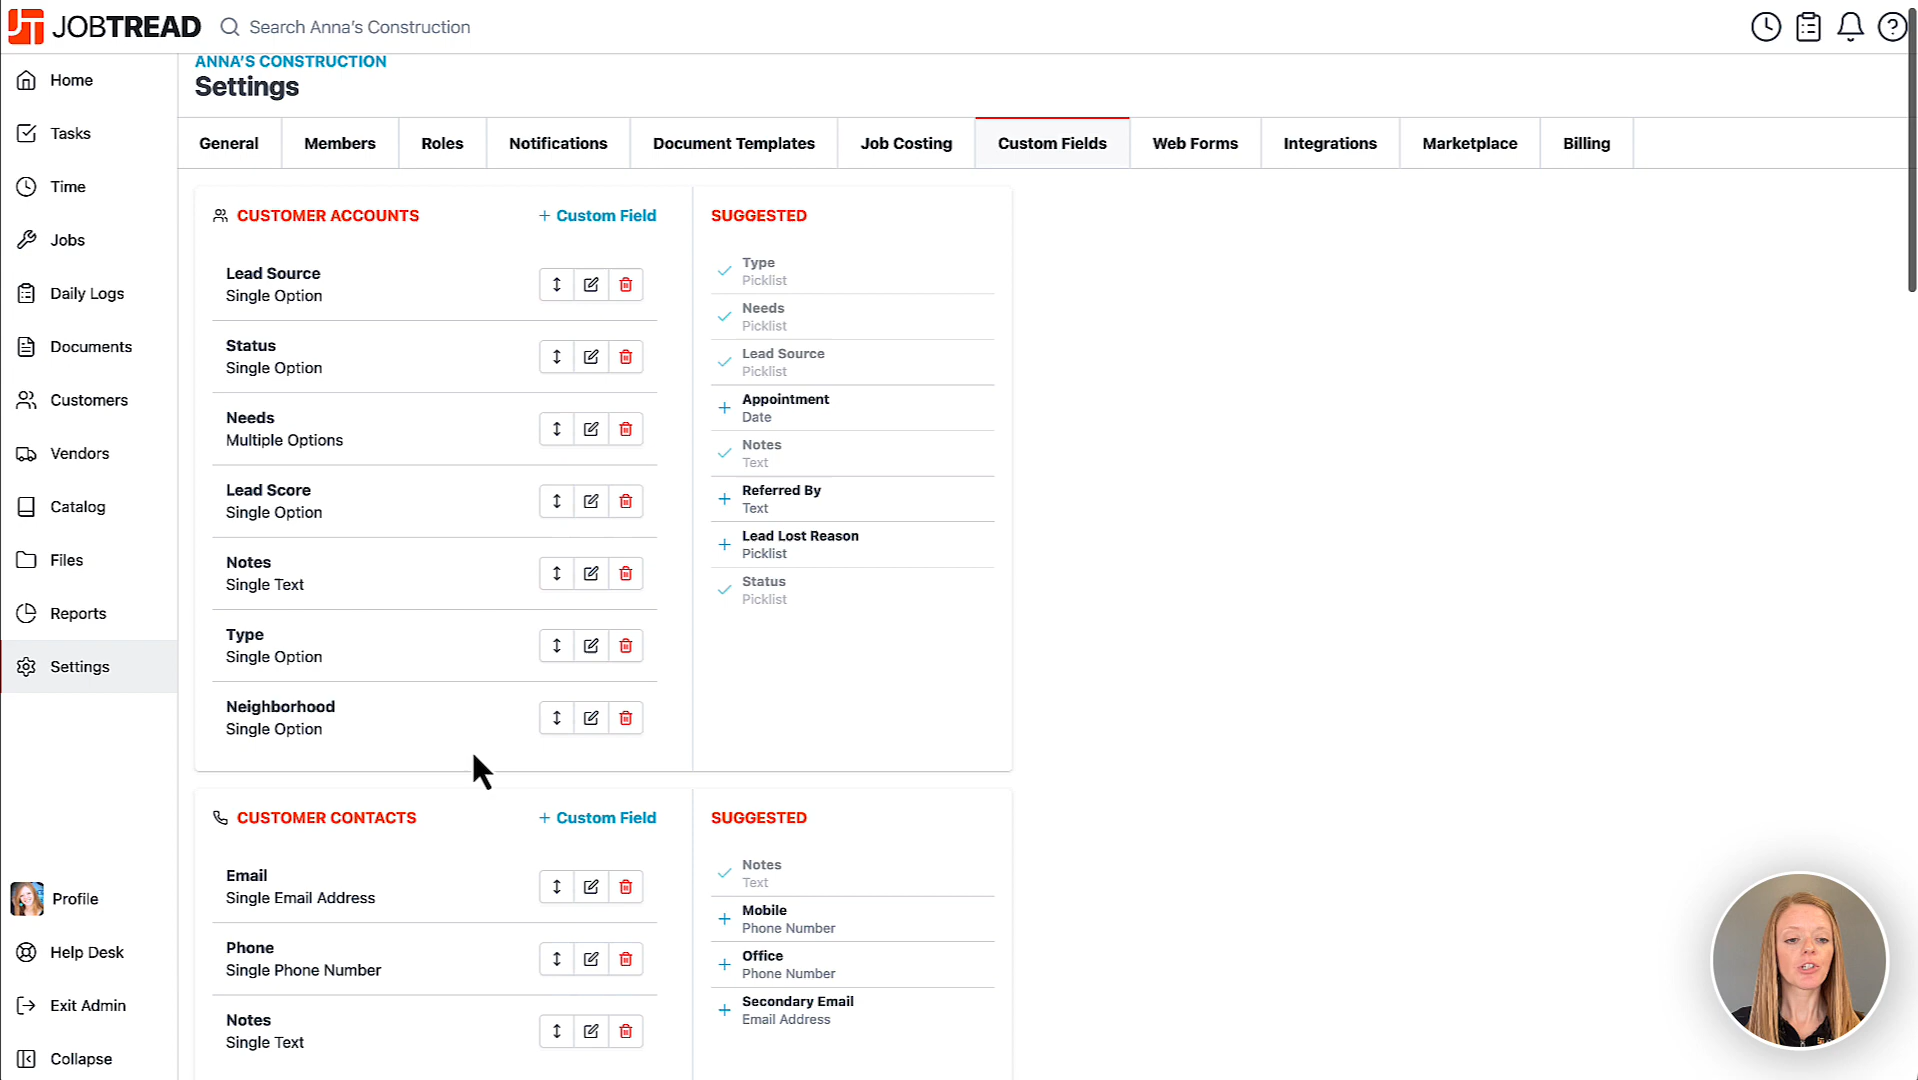 JOBTREAD
Search Anna's Construction
Home
Tasks
Time
Jobs
Daily Logs
Documents
Customers
Vendors
Catalog
Files
Reports
Settings
Profile
Help Desk
Exit Admin
Collapse
ANNA'S CONSTRUCTION
Settings
General
Members
Roles
Notifications
Document Templates
Job Costing
Custom Fields
Web Forms
Integrations
Marketplace
Billing
CUSTOMER ACCOUNTS
+ Custom Field
Lead Source
Single Option
Status
Single Option
Needs
Multiple Options
Lead Score
Single Option
Notes
Single Text
Type
Single Option
Neighborhood
Single Option
SUGGESTED
Type
Picklist
Needs
Picklist
Lead Source
Picklist
Appointment
Date
Notes
Text
Referred By
Text
Lead Lost Reason
Picklist
Status
Picklist
CUSTOMER CONTACTS
+ Custom Field
Email
Single Email Address
Phone
Single Phone Number
Notes
Single Text
SUGGESTED
Notes
Text
Mobile
Phone Number
Office
Phone Number
Secondary Email
Email Address